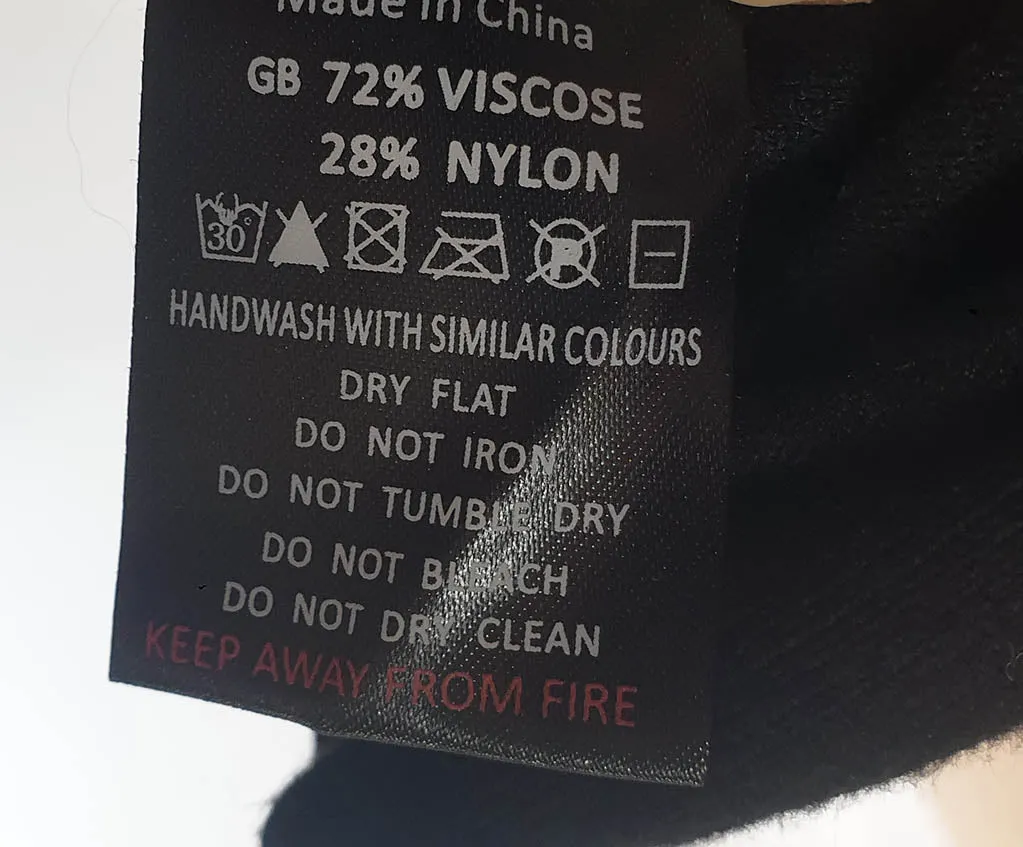 Made in China
GB 72% VISCOSE
28% NYLON
30°
P
HANDWASH WITH SIMILAR COLOURS
DRY FLAT
DO NOT IRON
DO NOT TUMBLE DRY
DO NOT BLEACH
DO NOT DRY CLEAN
KEEP AWAY FROM FIRE